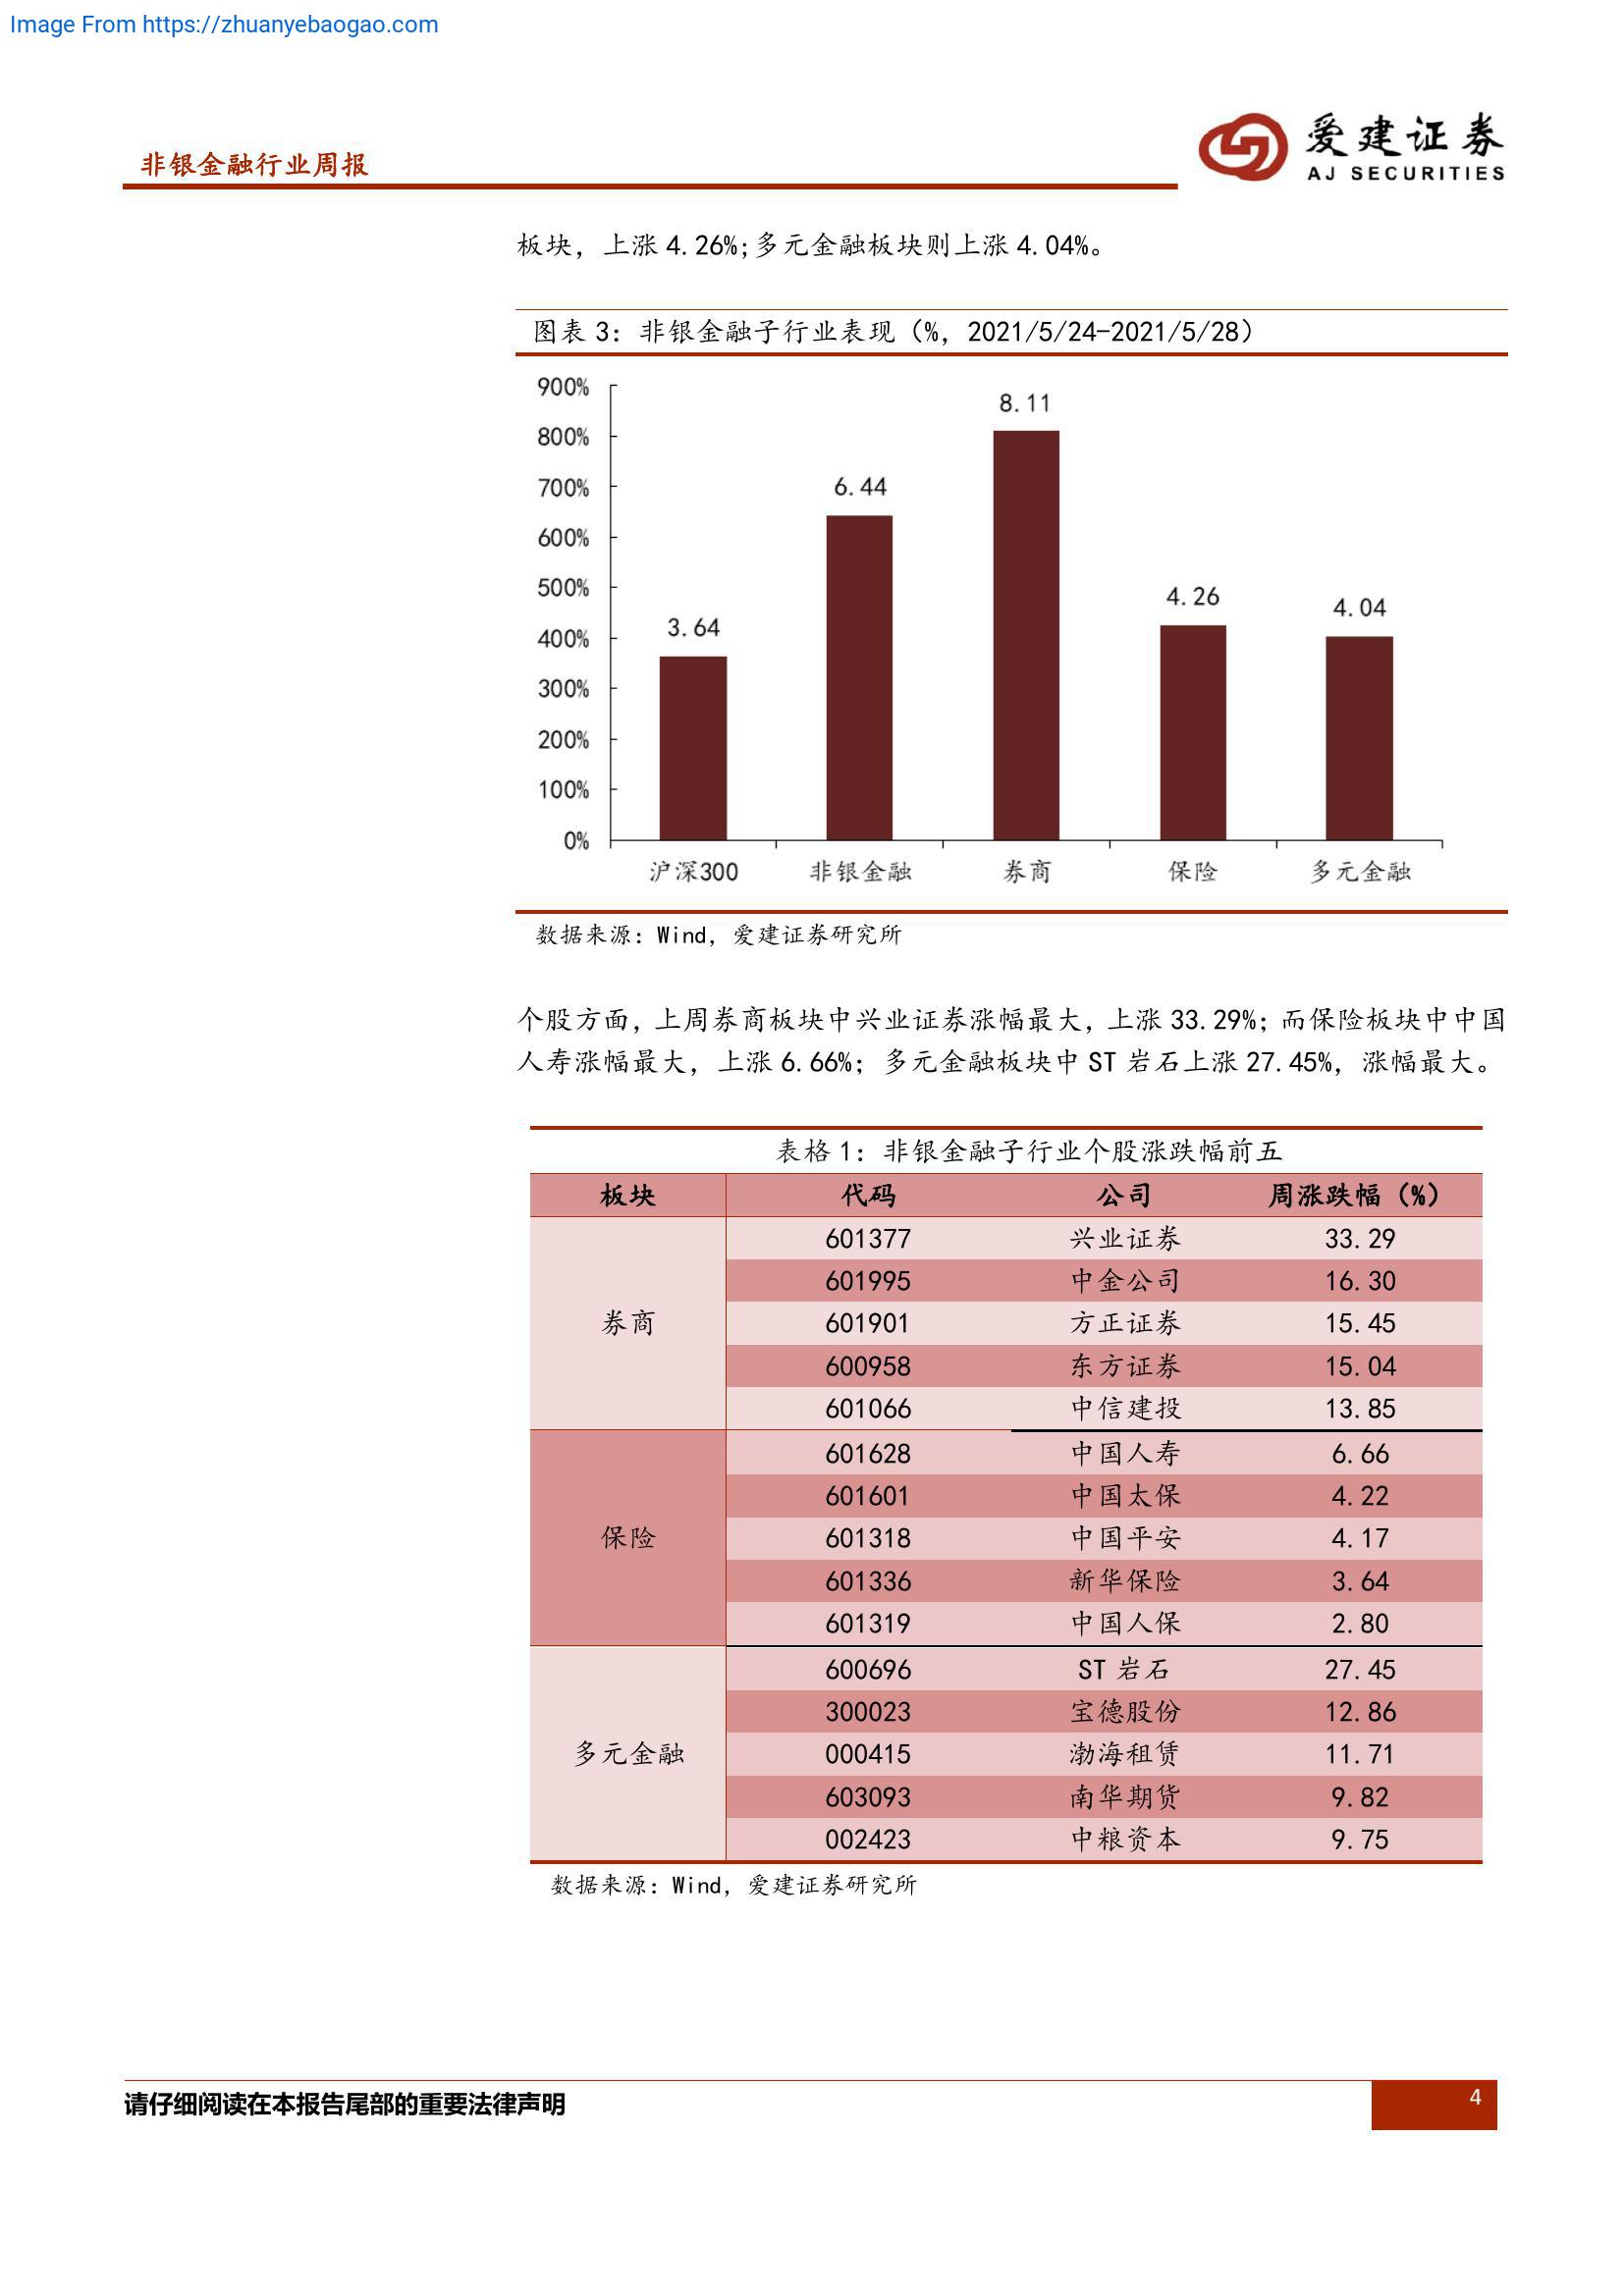 Image From https://zhuanyebaogao.com
非银金融行业周报
爱建证券
AJ SECURITIES
板块，上涨 4.26%;多元金融板块则上涨 4.04%。
图表 3：非银金融子行业表现（%，2021/5/24-2021/5/28）
900%
800%
700%
600%
500%
400%
300%
200%
100%
0%
3.64
6.44
8.11
4.26
4.04
沪深300 非银金融 券商 保险 多元金融
数据来源：Wind，爱建证券研究所
个股方面，上周券商板块中兴业证券涨幅最大，上涨 33.29%；而保险板块中中国
人寿涨幅最大，上涨 6.66%；多元金融板块中 ST 岩石上涨 27.45%，涨幅最大。
表格 1：非银金融子行业个股涨跌幅前五
板块 代码 公司 周涨跌幅（%）
券商
601377 兴业证券 33.29
601995 中金公司 16.30
601901 方正证券 15.45
600958 东方证券 15.04
601066 中信建投 13.85
保险
601628 中国人寿 6.66
601601 中国太保 4.22
601318 中国平安 4.17
601336 新华保险 3.64
601319 中国人保 2.80
多元金融
600696 ST 岩石 27.45
300023 宝德股份 12.86
000415 渤海租赁 11.71
603093 南华期货 9.82
002423 中粮资本 9.75
数据来源：Wind，爱建证券研究所
请仔细阅读在本报告尾部的重要法律声明
4